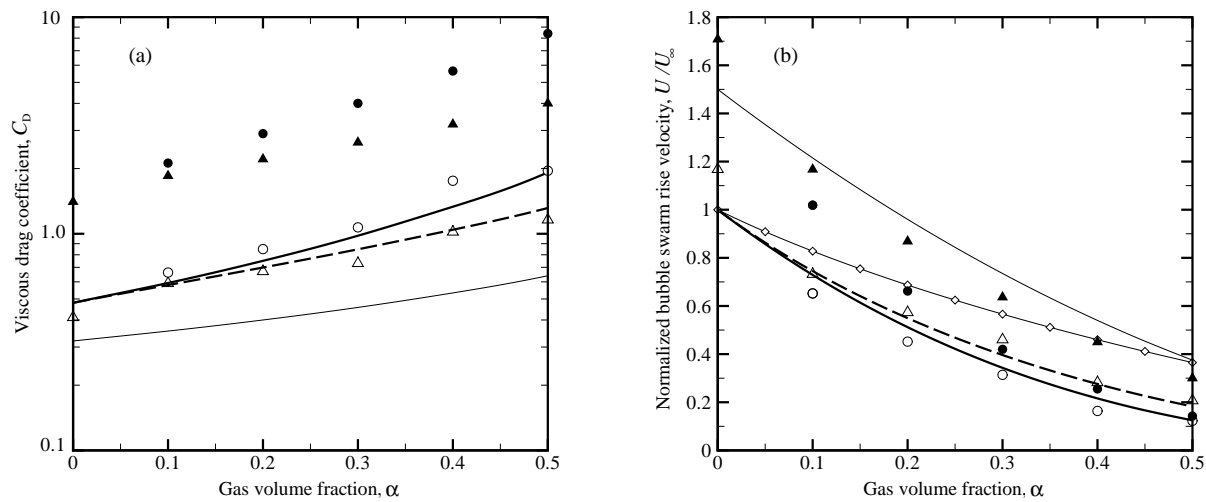 10
1.0
0.1
Viscous drag coefficient, C_D
(a)
0 0.1 0.2 0.3 0.4 0.5
Gas volume fraction, α
1.8
1.6
1.4
1.2
1.0
0.8
0.6
0.4
0.2
0
Normalized bubble swarm rise velocity, U/U_∞
(b)
0 0.1 0.2 0.3 0.4 0.5
Gas volume fraction, α